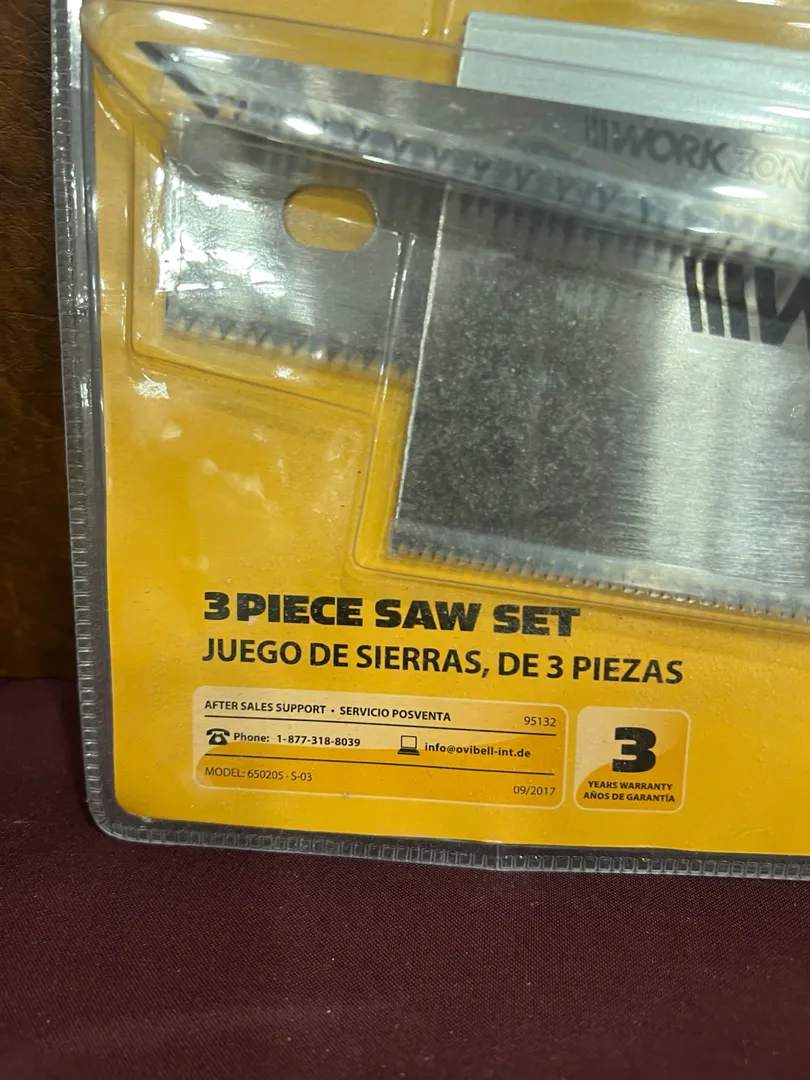 WORKZON
3 PIECE SAW SET
JUEGO DE SIERRAS, DE 3 PIEZAS
AFTER SALES SUPPORT · SERVICIO POSVENTA
95132
Phone: 1-877-318-8039
info@ovibell-int.de
MODEL: 650205 · S-03
09/2017
3
YEARS WARRANTY
AÑOS DE GARANTÍA